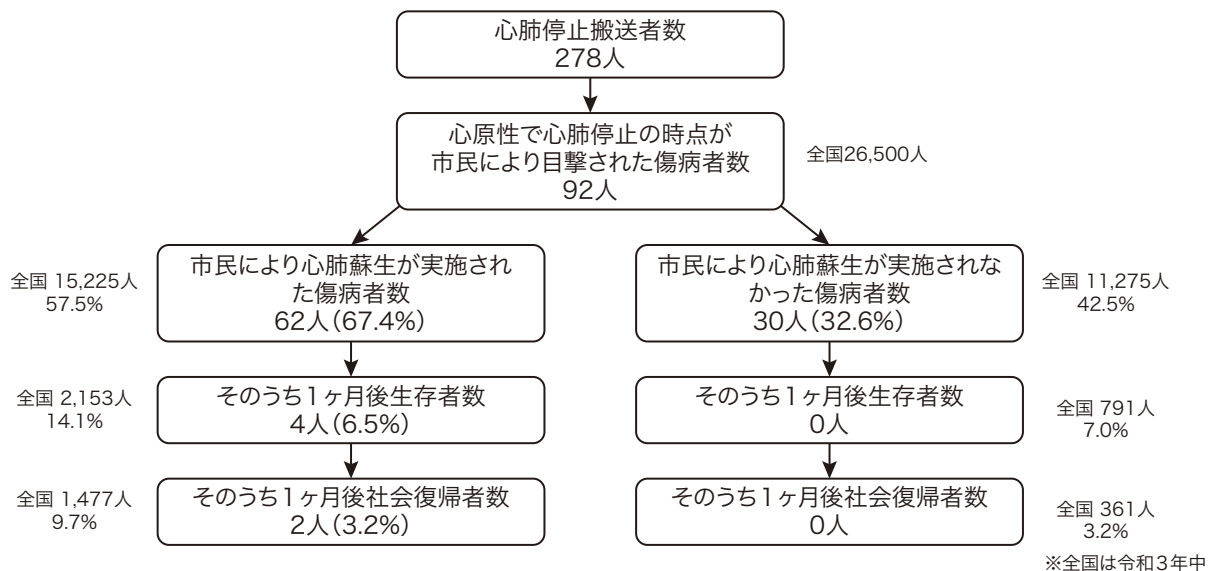 心肺停止搬送者数
278人
心原性で心肺停止の時点が
市民により目撃された傷病者数
92人
全国26,500人
全国 15,225人
57.5%
市民により心肺蘇生が実施され
た傷病者数
62人(67.4%)
市民により心肺蘇生が実施されな
かった傷病者数
30人(32.6%)
全国 11,275人
42.5%
全国 2,153人
14.1%
そのうち1ヶ月後生存者数
4人(6.5%)
そのうち1ヶ月後生存者数
0人
全国 791人
7.0%
全国 1,477人
9.7%
そのうち1ヶ月後社会復帰者数
2人(3.2%)
そのうち1ヶ月後社会復帰者数
0人
全国 361人
3.2%
※全国は令和3年中